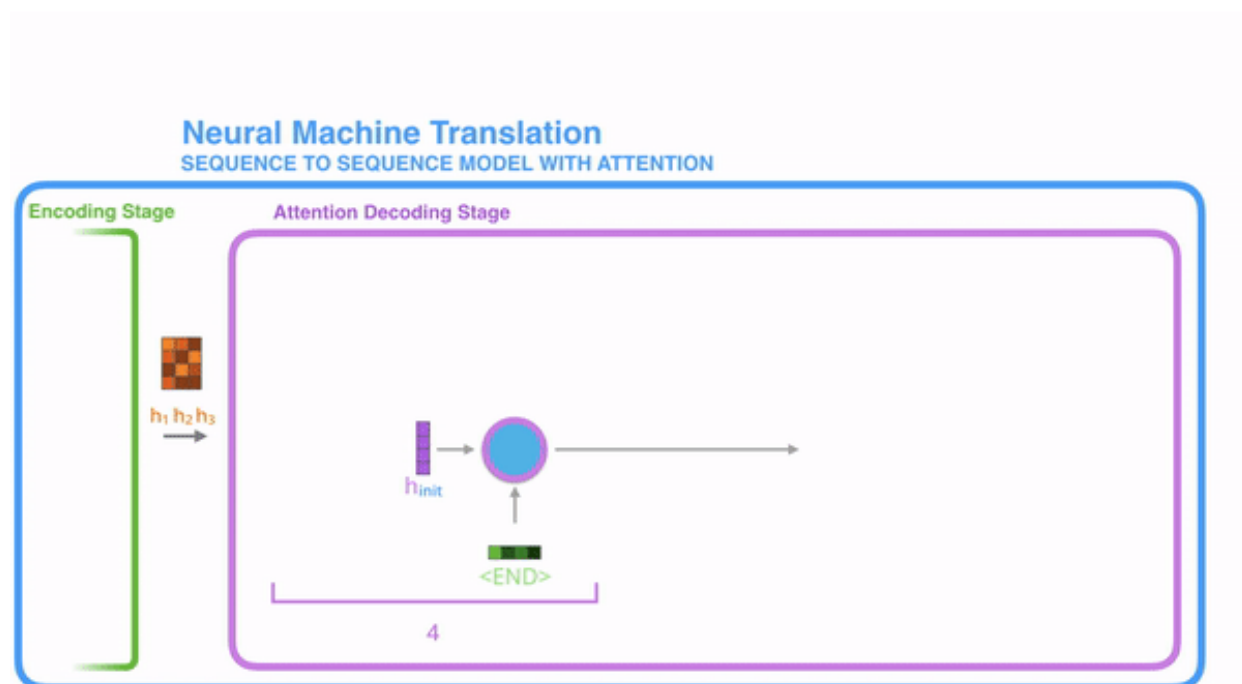 Neural Machine Translation
SEQUENCE TO SEQUENCE MODEL WITH ATTENTION
Encoding Stage
Attention Decoding Stage
h₁ h₂ h₃
h_init
<END>
4